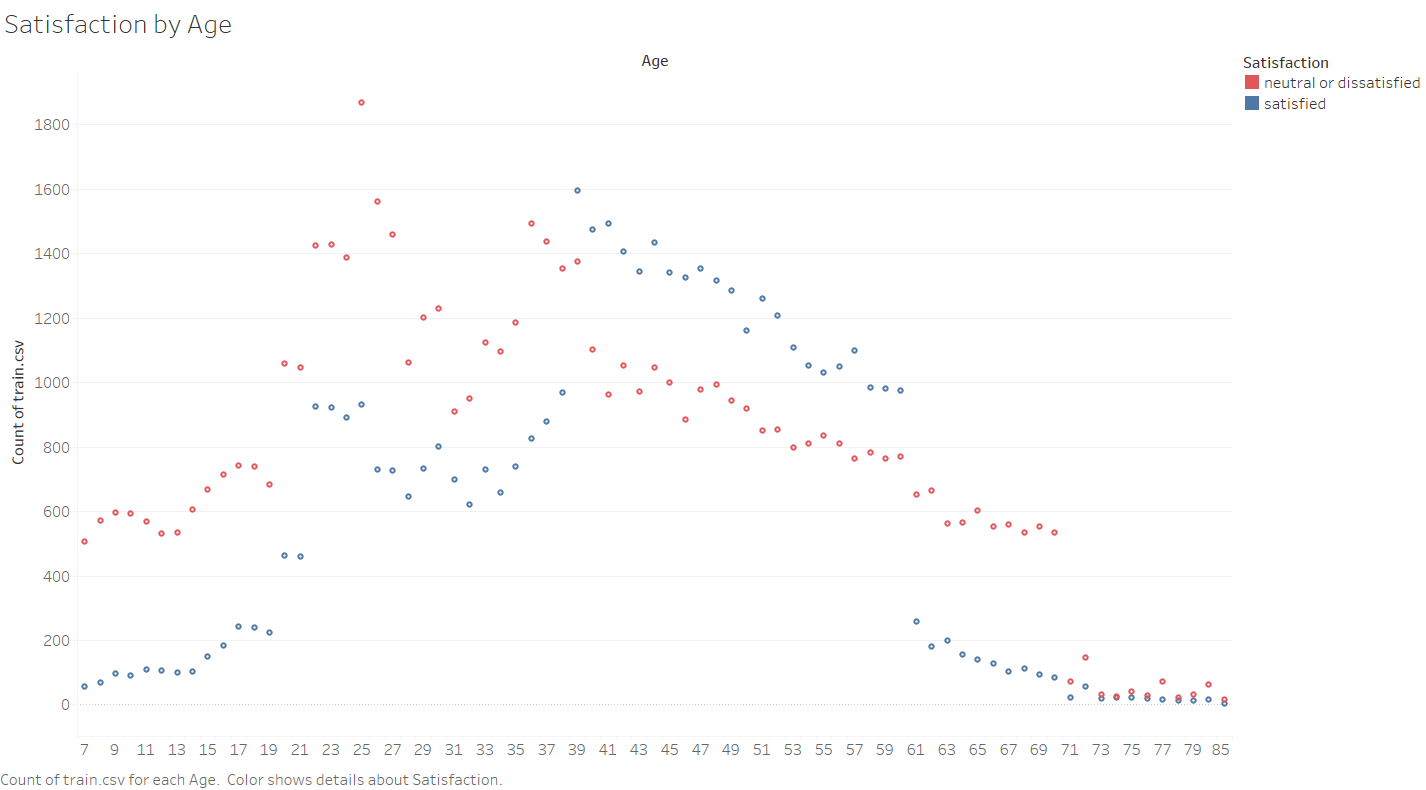 Satisfaction by Age
Age
Satisfaction
neutral or dissatisfied
satisfied
Count of train.csv
1800
1600
1400
1200
1000
800
600
400
200
0
7 9 11 13 15 17 19 21 23 25 27 29 31 33 35 37 39 41 43 45 47 49 51 53 55 57 59 61 63 65 67 69 71 73 75 77 79 85
Count of train.csv for each Age. Color shows details about Satisfaction.